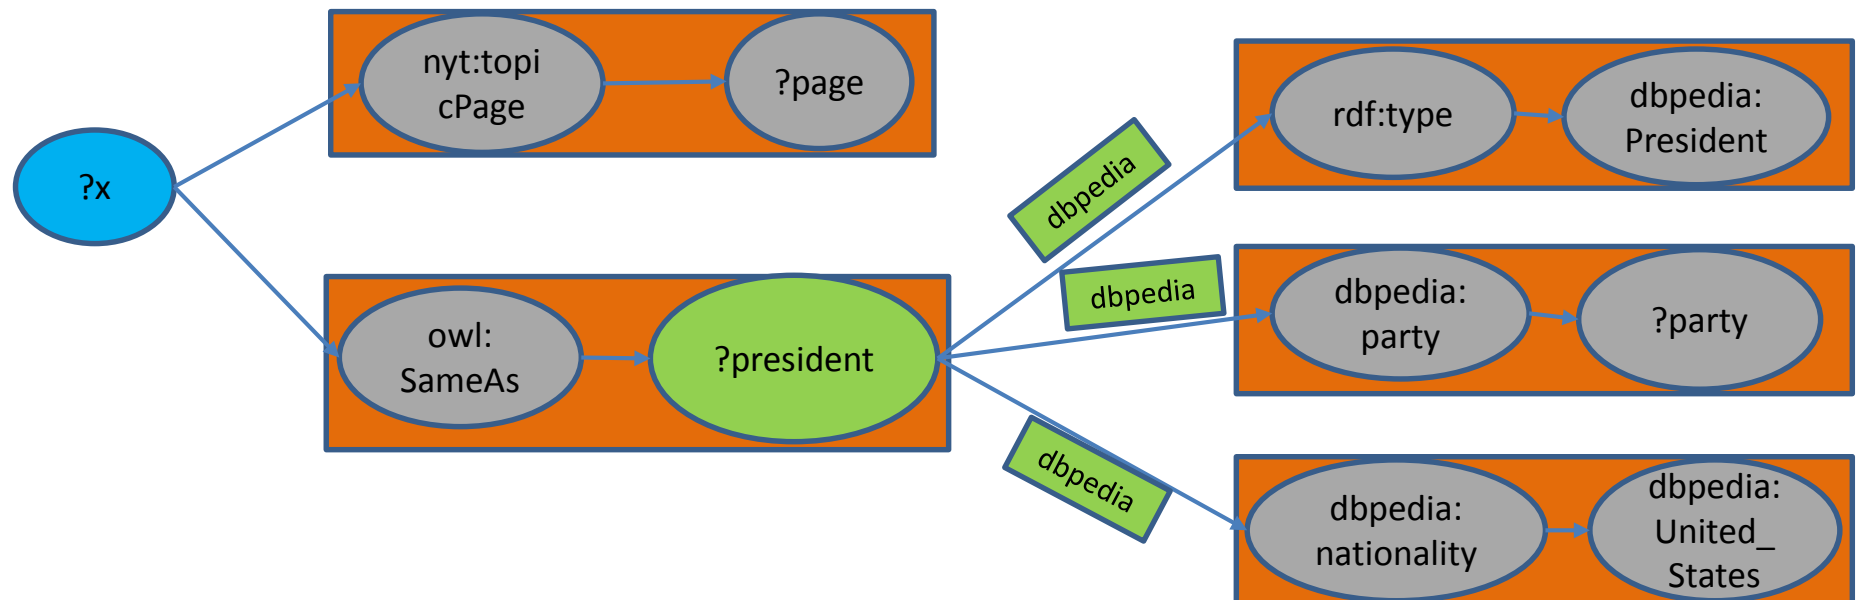 nyt:topi
cPage
?page
?x
owl:
SameAs
?president
dbpedia
dbpedia
dbpedia
rdf:type
dbpedia:
President
dbpedia:
party
?party
dbpedia:
nationality
dbpedia:
United_
States